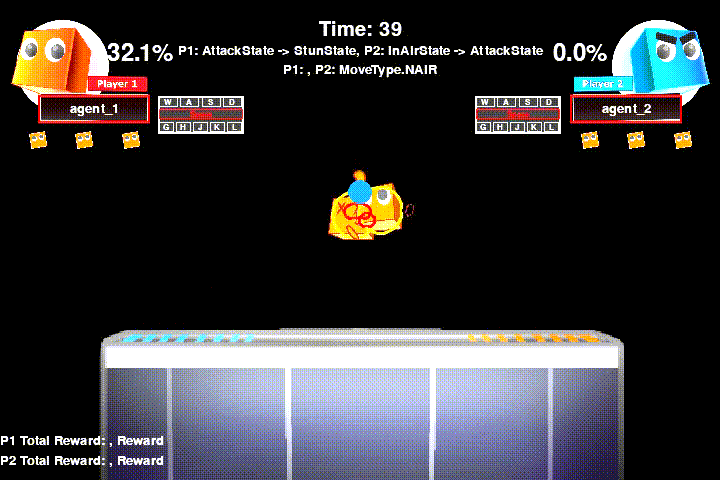 Time: 39
32.1% P1: AttackState -> StunState, P2: InAirState -> AttackState 0.0%
P1: , P2: MoveType.NAIR
Player 1
Player 2
agent_1
agent_2
W A S D
G H J K L
W A S D
G H J K L
P1 Total Reward: , Reward
P2 Total Reward: , Reward